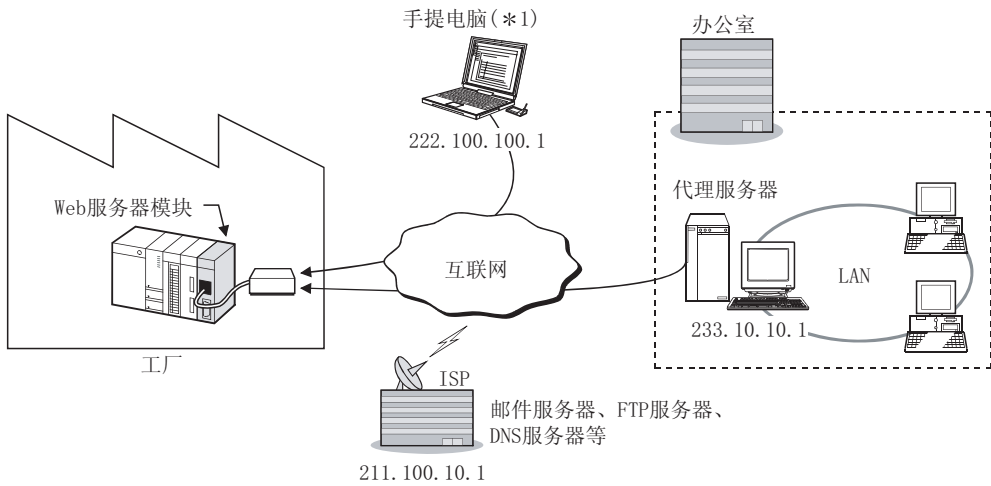 手提电脑(*1)
办公室
222.100.100.1
代理服务器
Web服务器模块
互联网
LAN
233.10.10.1
工厂
ISP
邮件服务器、FTP服务器、
DNS服务器等
211.100.10.1